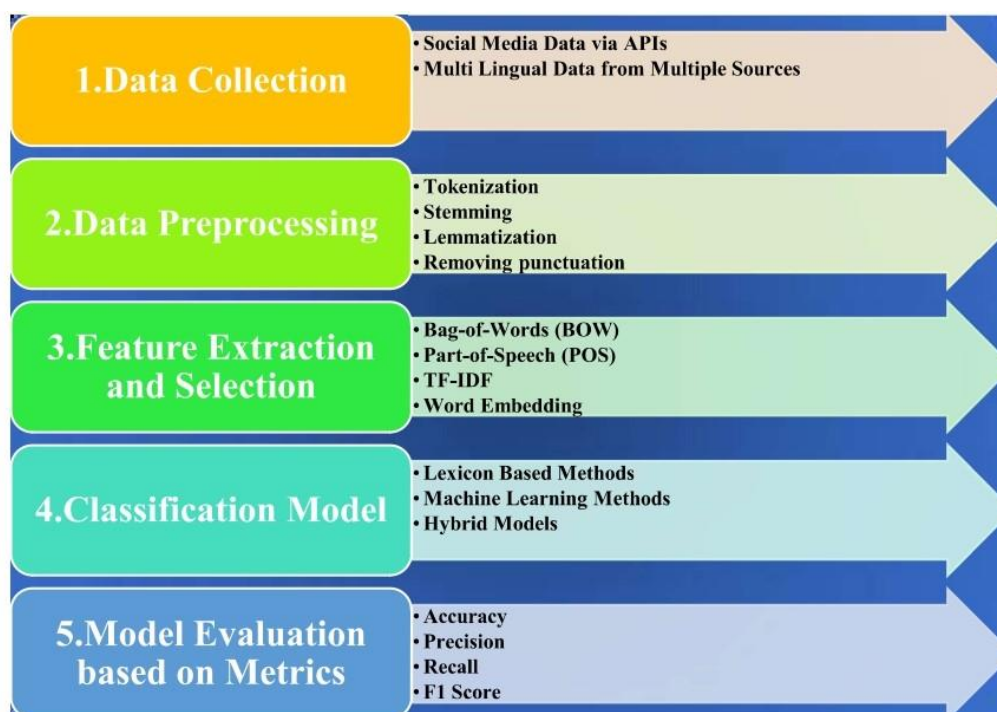 1.Data Collection
• Social Media Data via APIs
• Multi Lingual Data from Multiple Sources
2.Data Preprocessing
• Tokenization
• Stemming
• Lemmatization
• Removing punctuation
3.Feature Extraction
and Selection
• Bag-of-Words (BOW)
• Part-of-Speech (POS)
• TF-IDF
• Word Embedding
4.Classification Model
• Lexicon Based Methods
• Machine Learning Methods
• Hybrid Models
5.Model Evaluation
based on Metrics
• Accuracy
• Precision
• Recall
• F1 Score